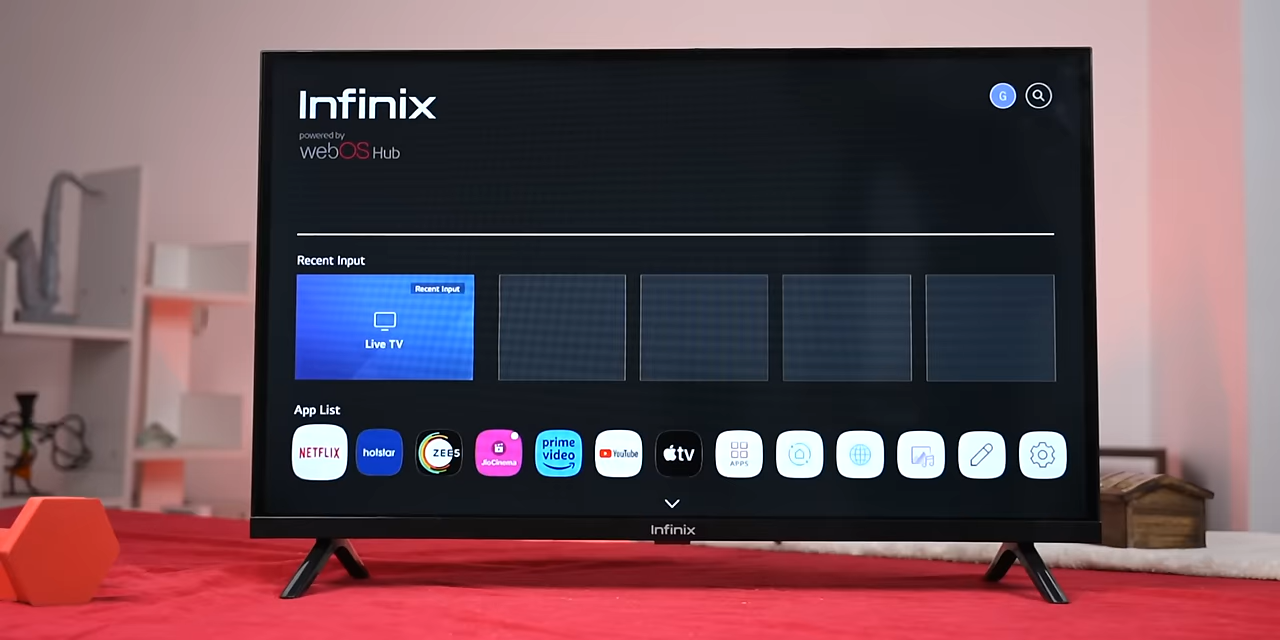 Infinix
G
powered by
webOS Hub
Recent Input
Recent Input
Live TV
App List
NETFLIX
hotstar
ZEE5
JioCinema
prime video
YouTube
tv
APPS
Infinix